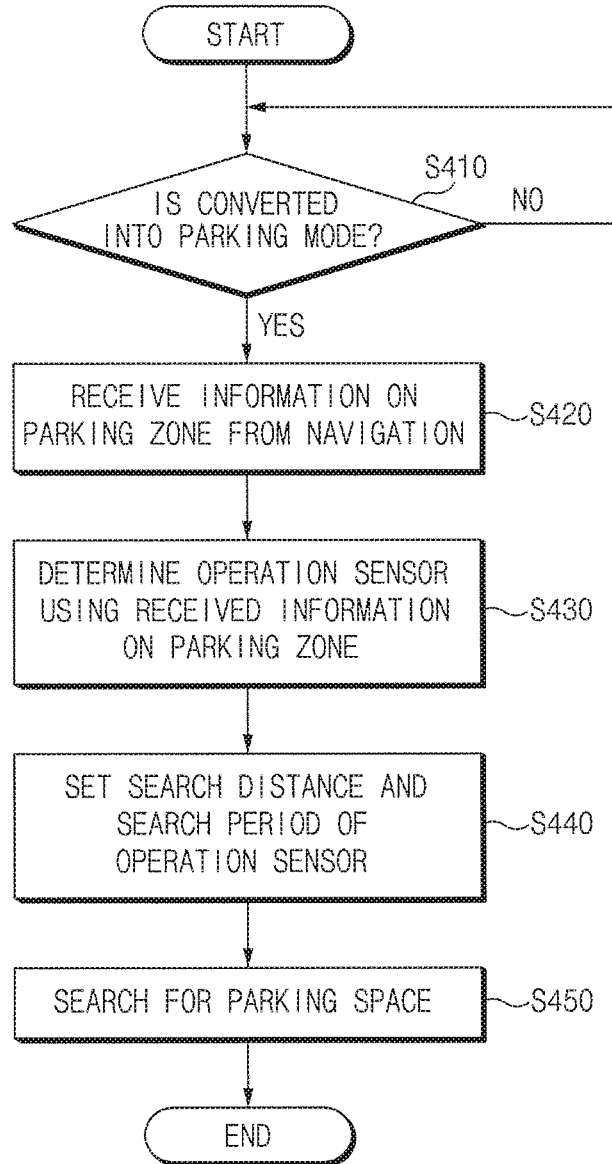 START
S410
IS CONVERTED
INTO PARKING MODE?
NO
YES
RECEIVE INFORMATION ON
PARKING ZONE FROM NAVIGATION
S420
DETERMINE OPERATION SENSOR
USING RECEIVED INFORMATION
ON PARKING ZONE
S430
SET SEARCH DISTANCE AND
SEARCH PERIOD OF
OPERATION SENSOR
S440
SEARCH FOR PARKING SPACE
S450
END